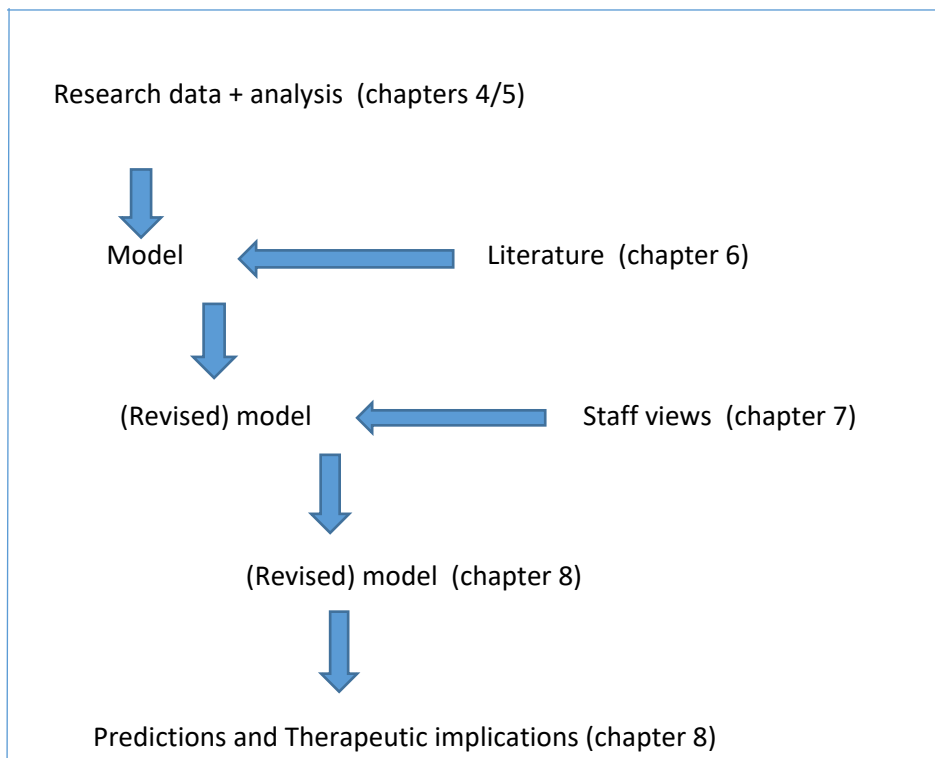 Research data + analysis  (chapters 4/5)
Model
Literature  (chapter 6)
(Revised) model
Staff views  (chapter 7)
(Revised) model  (chapter 8)
Predictions and Therapeutic implications (chapter 8)